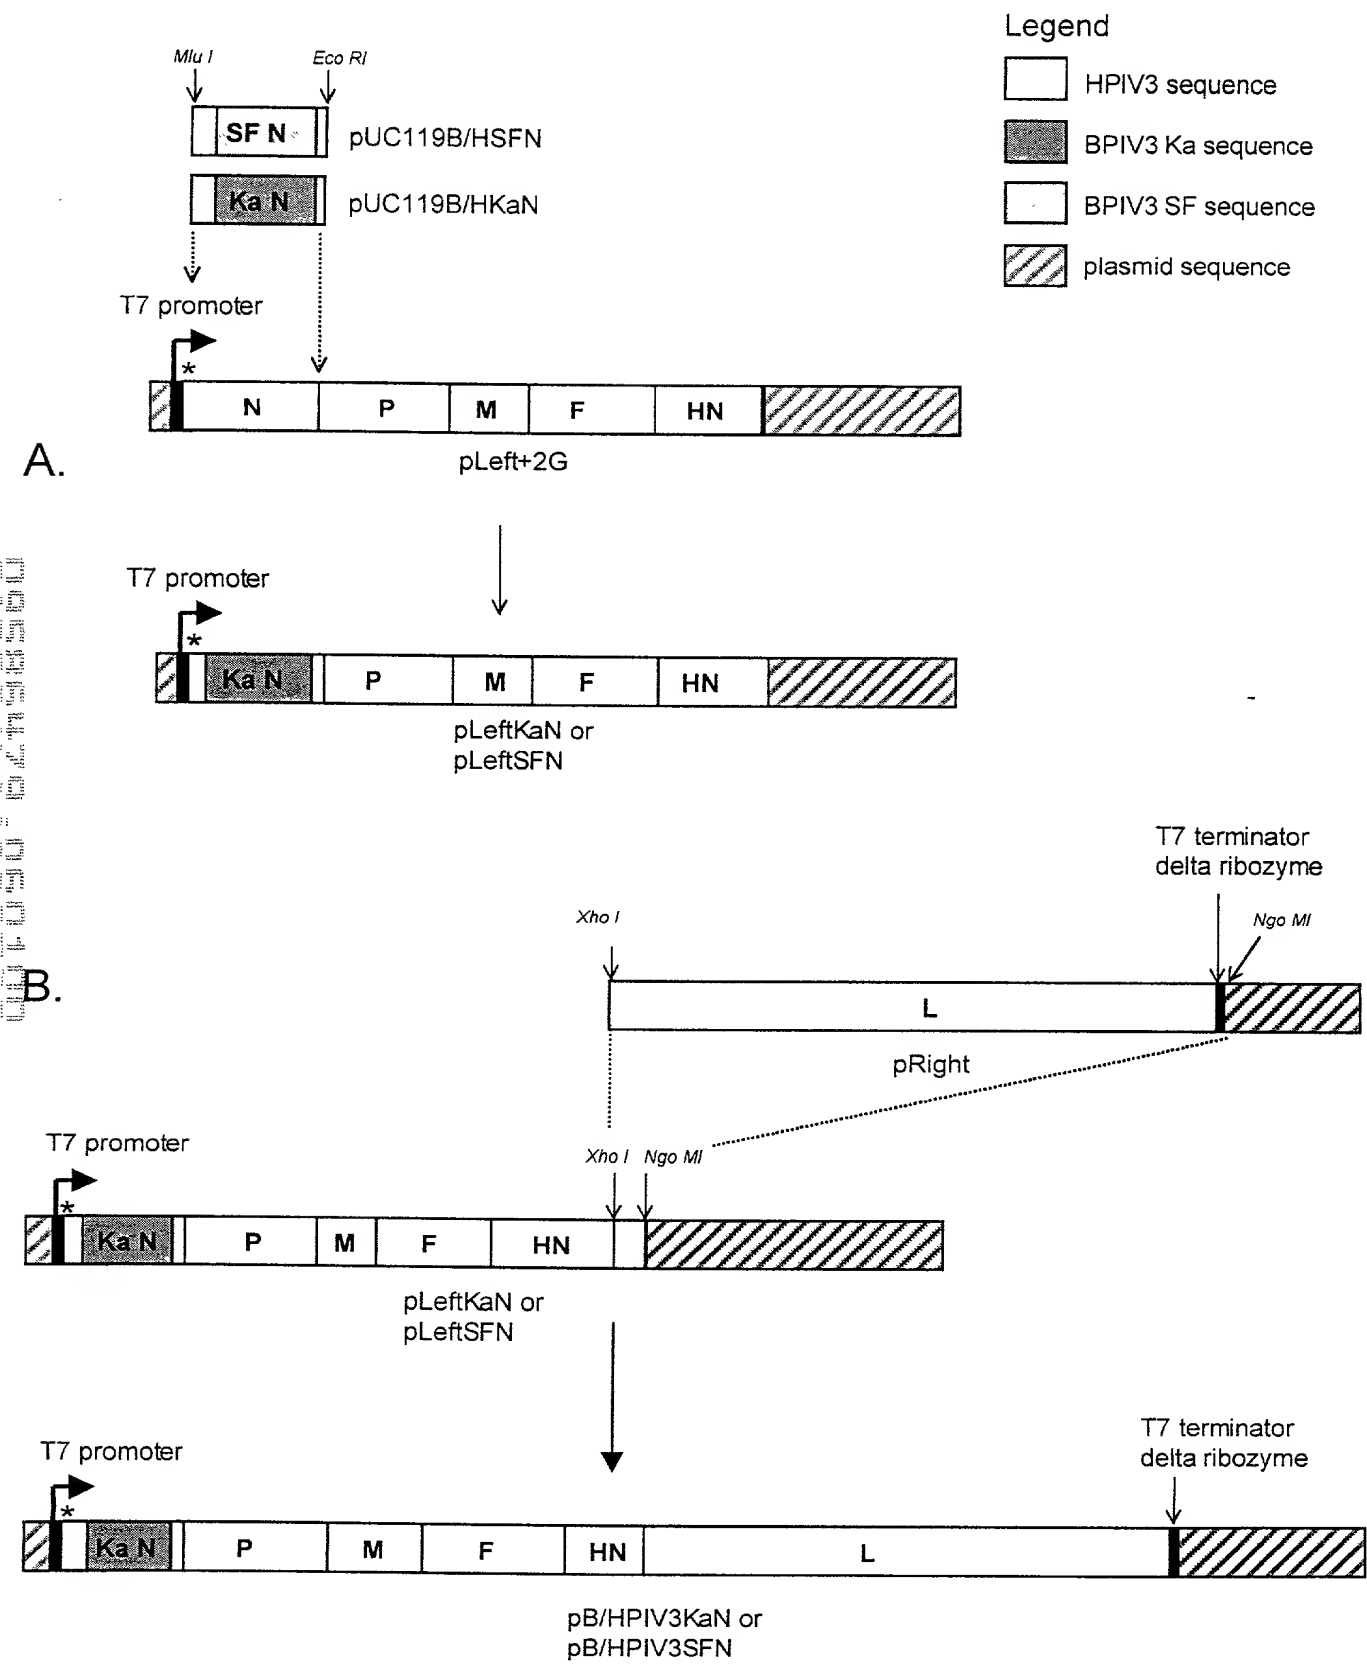 Legend
HPIV3 sequence
BPIV3 Ka sequence
BPIV3 SF sequence
plasmid sequence
Mlu I
Eco RI
SF N
pUC119B/HSFN
Ka N
pUC119B/HKaN
T7 promoter
*
N P M F HN
A.
pLeft+2G
T7 promoter
*
Ka N P M F HN
pLeftKaN or
pLeftSFN
T7 terminator
delta ribozyme
Xho I
Ngo MI
B.
L
pRight
T7 promoter
Xho I Ngo MI
*
Ka N P M F HN
pLeftKaN or
pLeftSFN
T7 terminator
delta ribozyme
T7 promoter
*
Ka N P M F HN L
pB/HPIV3KaN or
pB/HPIV3SFN